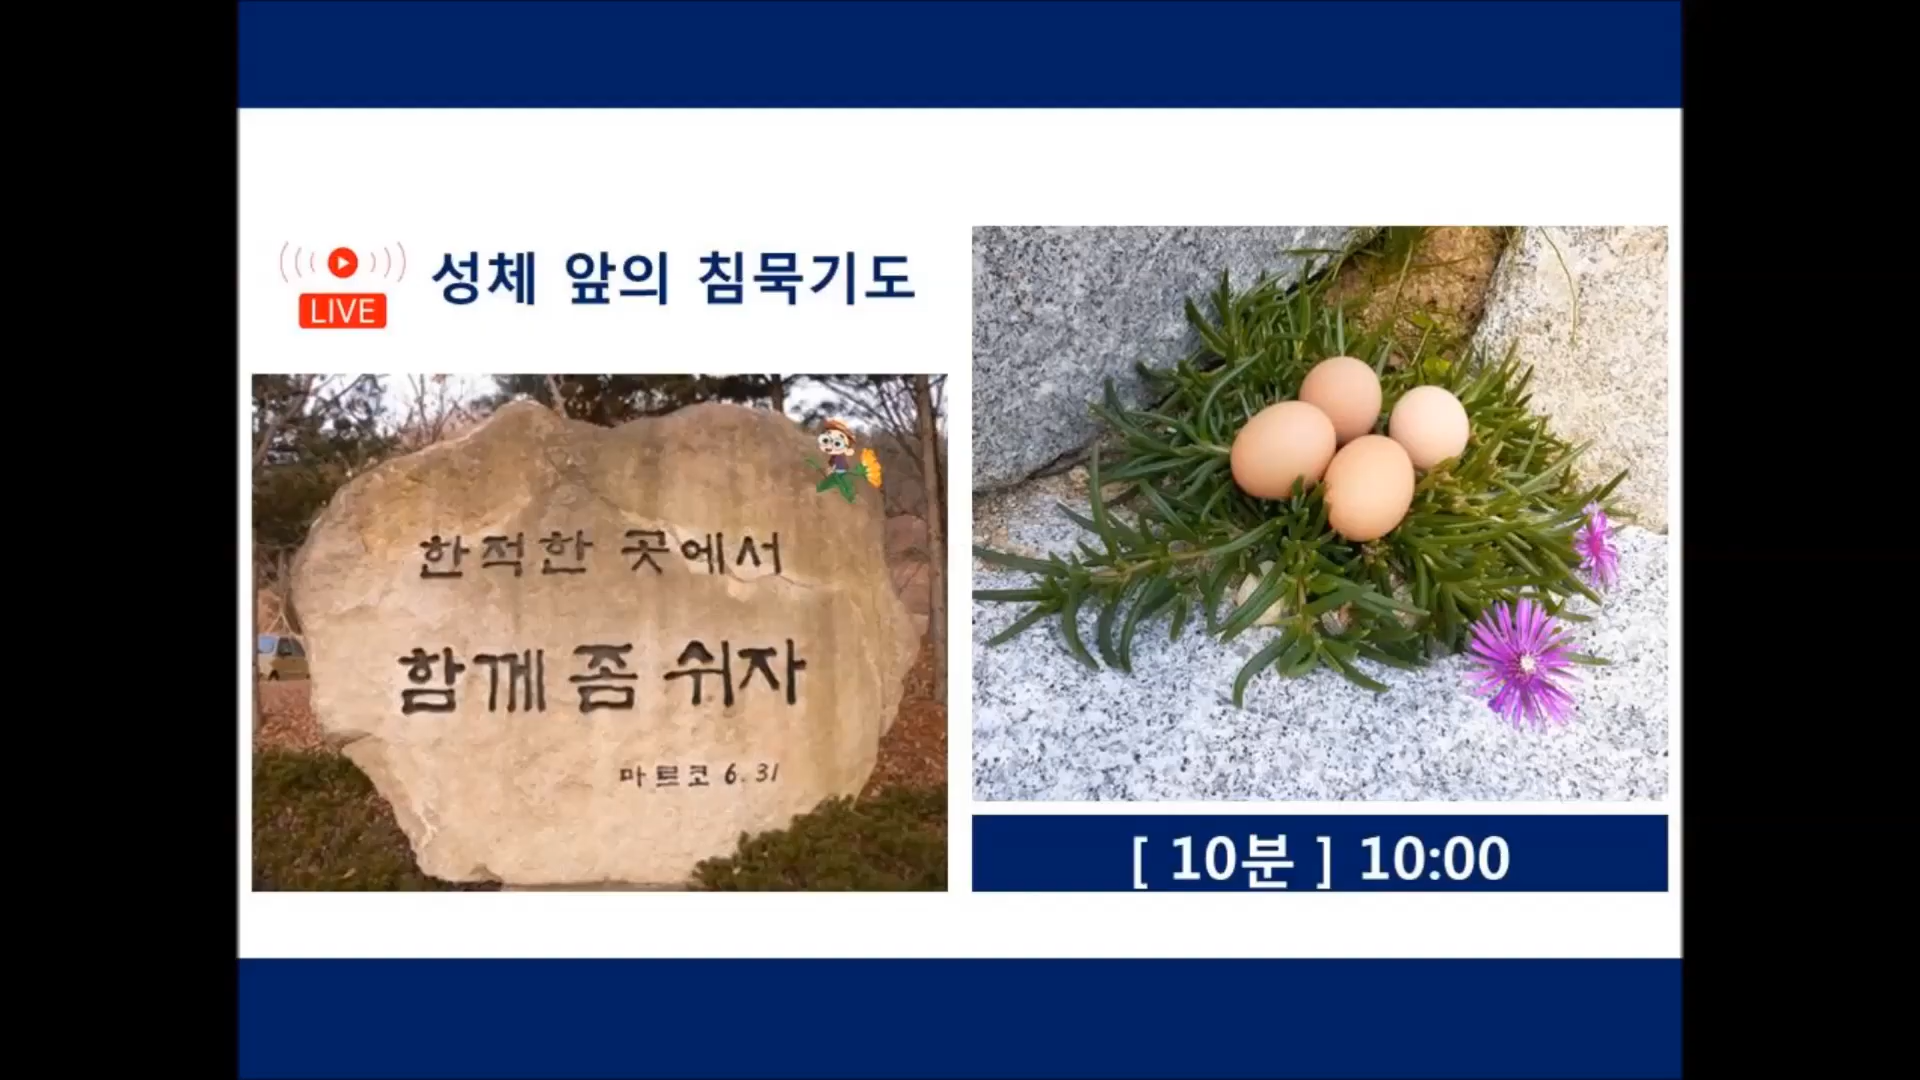 LIVE
성체 앞의 침묵기도
한적한 곳에서
함께 좀 쉬자
마르코 6. 31
[ 10분 ] 10:00